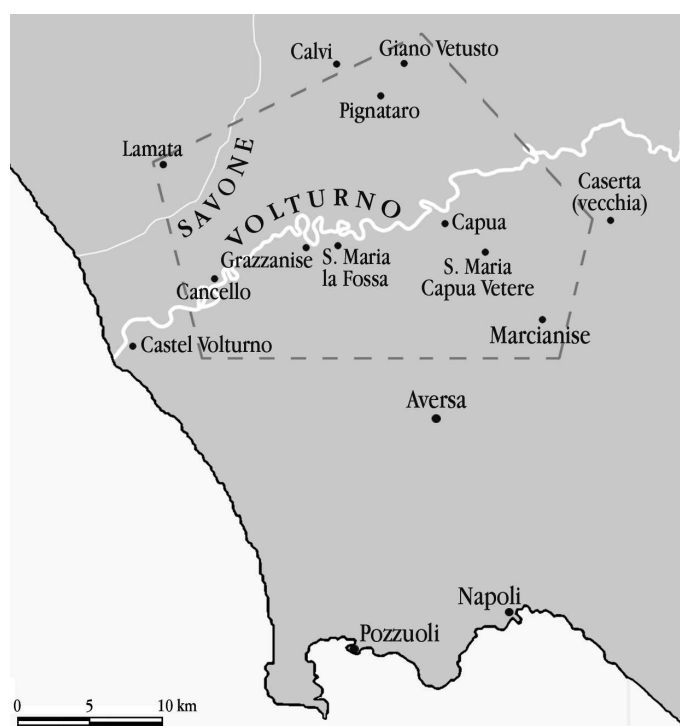 Calvi
Giano Vetusto
Pignataro
Lamata
SAVONE
VOLTURNO
Caserta
(vecchia)
Capua
Grazzanise
S. Maria
la Fossa
S. Maria
Capua Vetere
Cancello
Marcianise
Castel Volturno
Aversa
Napoli
Pozzuoli
0 5 10 km